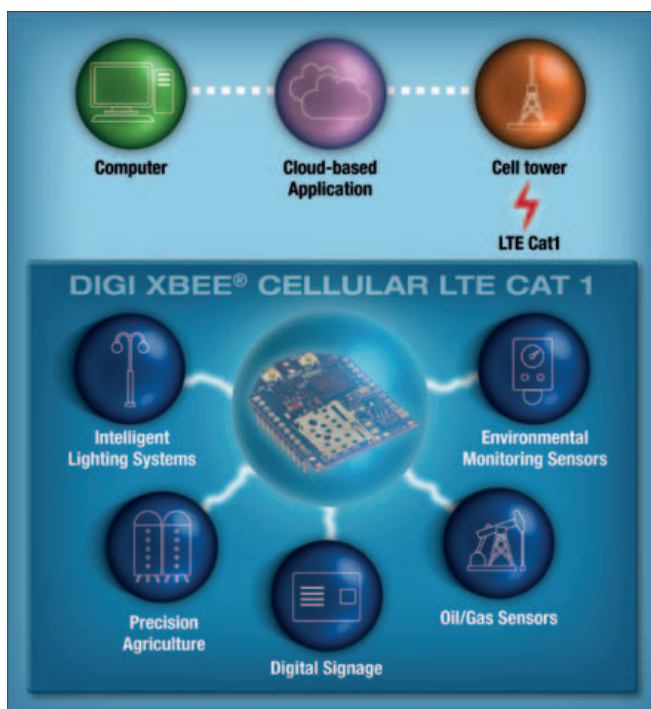 Computer
Cloud-based
Application
Cell tower
LTE Cat1
DIGI XBEE® CELLULAR LTE CAT 1
Intelligent
Lighting Systems
Environmental
Monitoring Sensors
Precision
Agriculture
Oil/Gas Sensors
Digital Signage